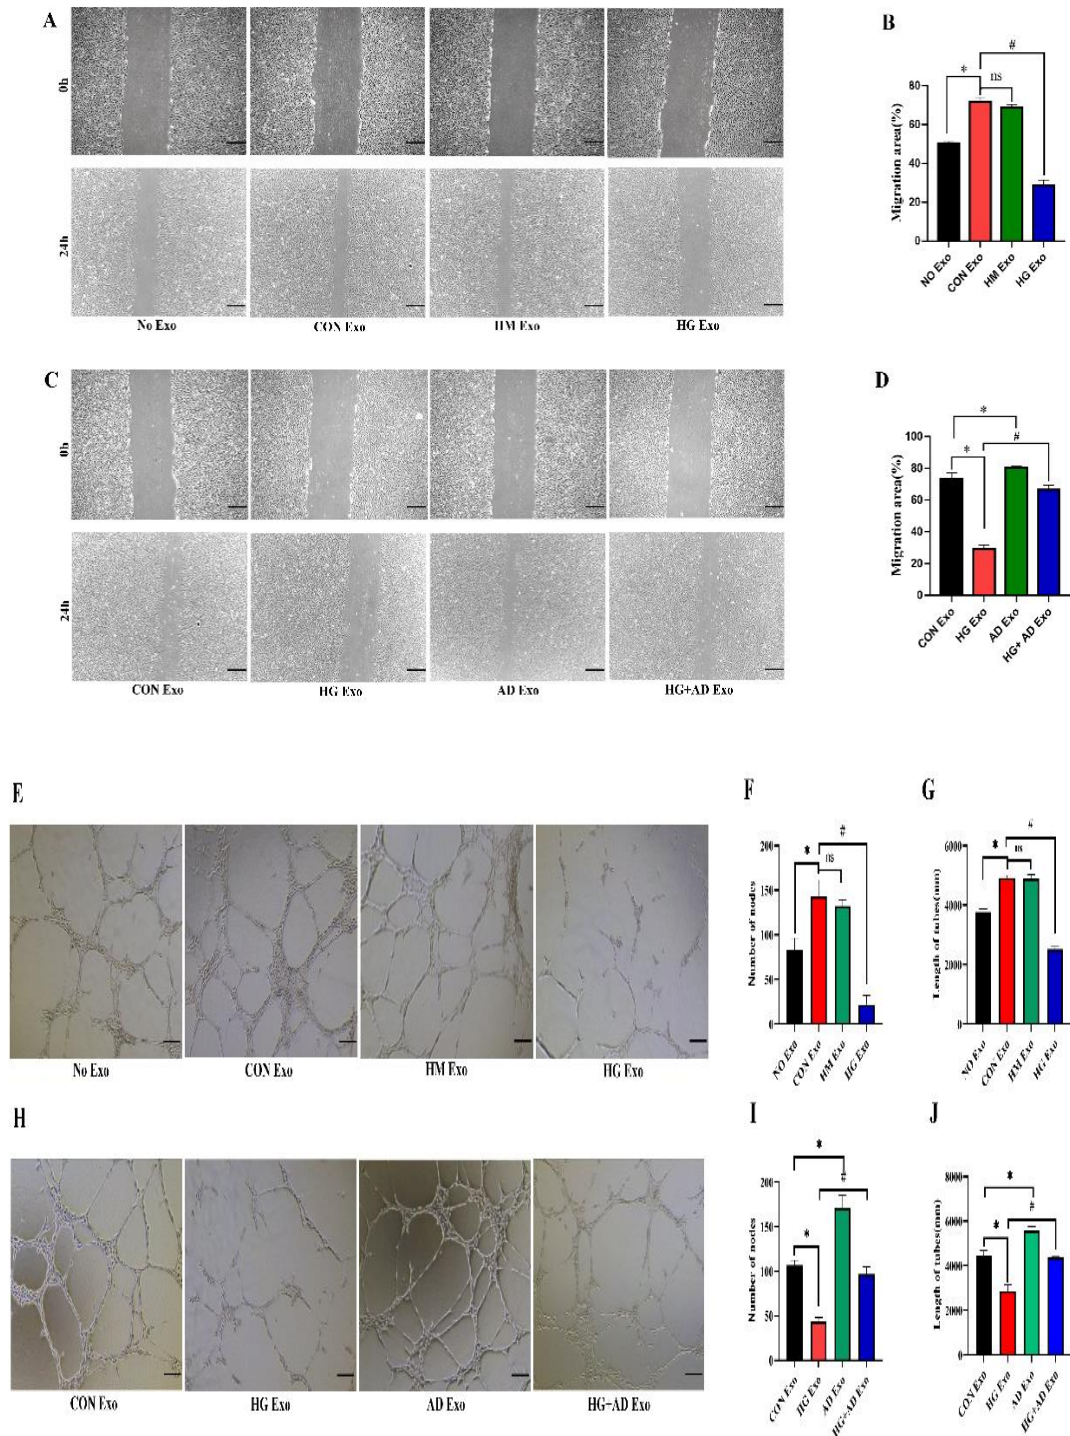 A
0h
24h
No Exo
CON Exo
HM Exo
HG Exo
B
Migration area(%)
80
60
40
20
0
*
ns
#
NO Exo
CON Exo
HM Exo
HG Exo
C
0h
24h
CON Exo
HG Exo
AD Exo
HG+AD Exo
D
Migration area(%)
100
80
60
40
20
0
*
*
#
CON Exo
HG Exo
AD Exo
HG+ AD Exo
E
No Exo
CON Exo
HM Exo
HG Exo
F
Number of nodes
200
150
100
50
0
*
ns
#
NO Exo
CON Exo
HM Exo
HG Exo
G
Length of tubes(mm)
6000
4000
2000
0
*
ns
#
NO Exo
CON Exo
HM Exo
HG Exo
H
CON Exo
HG Exo
AD Exo
HG+AD Exo
I
Number of nodes
200
150
100
50
0
*
*
#
CON Exo
HG Exo
AD Exo
HG+AD Exo
J
Length of tubes(mm)
8000
6000
4000
2000
0
*
*
#
CON Exo
HG Exo
AD Exo
HG+AD Exo